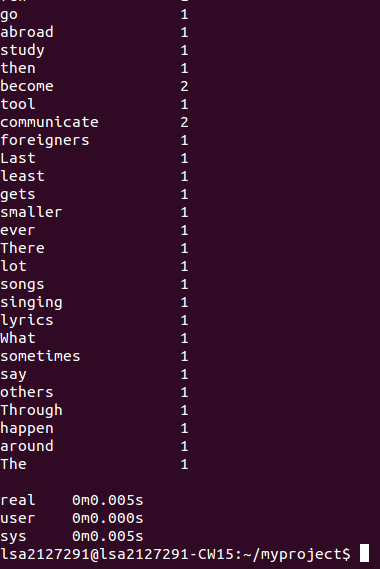 go 1
abroad 1
study 1
then 1
become 2
tool 1
communicate 2
foreigners 1
Last 1
least 1
gets 1
smaller 1
ever 1
There 1
lot 1
songs 1
singing 1
lyrics 1
What 1
sometimes 1
say 1
others 1
Through 1
happen 1
around 1
The 1
real 0m0.005s
user 0m0.000s
sys 0m0.005s
lsa2127291@lsa2127291-CW15:~/myproject$